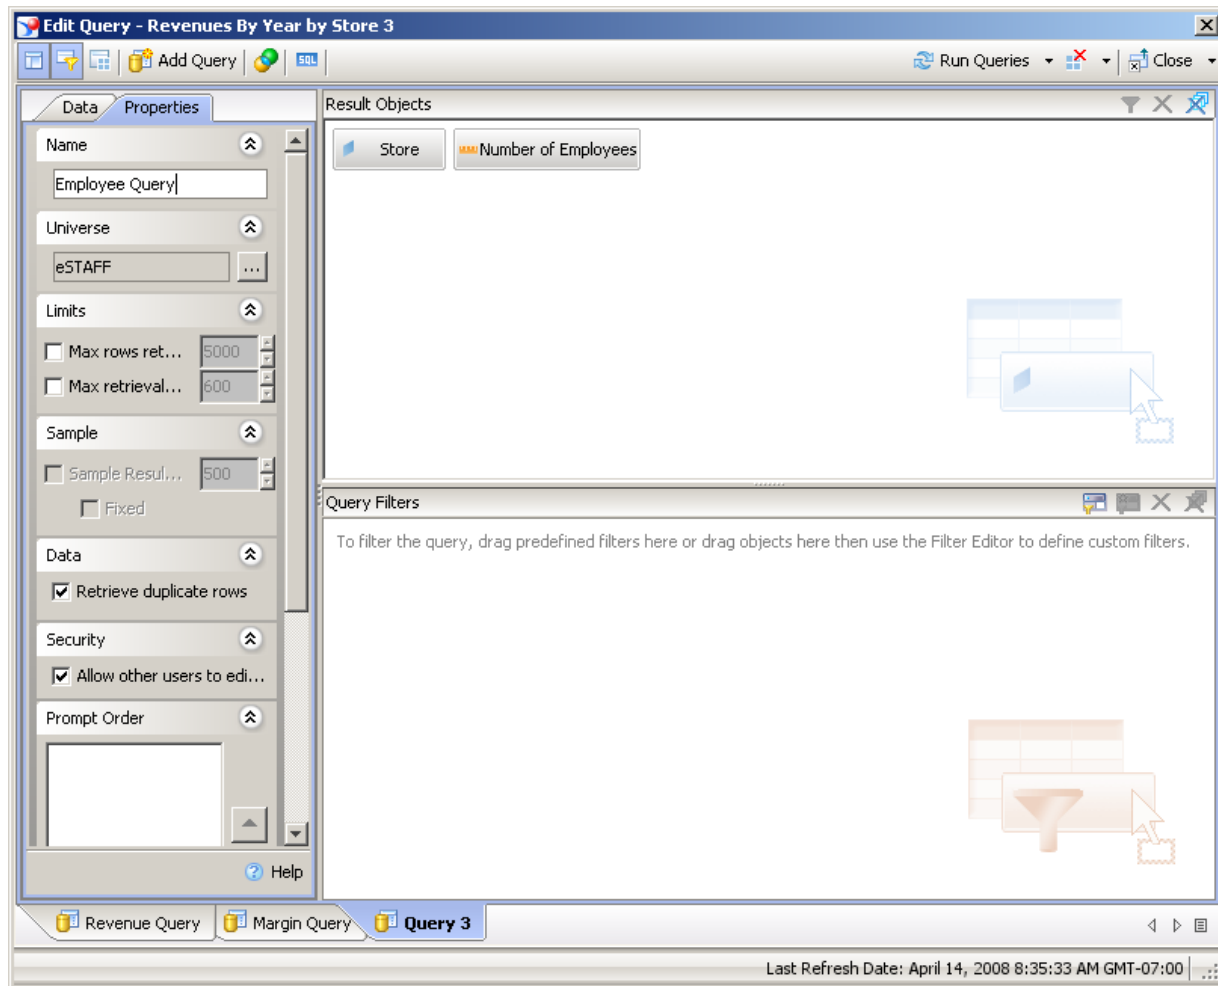 Edit Query - Revenues By Year by Store 3
Add Query
SQL
Run Queries
Close
Data
Properties
Result Objects
Name
Store
Number of Employees
Employee Query
Universe
eSTAFF
...
Limits
Max rows ret... 5000
Max retrieval... 600
Sample
Sample Resul... 500
Fixed
Query Filters
To filter the query, drag predefined filters here or drag objects here then use the Filter Editor to define custom filters.
Data
Retrieve duplicate rows
Security
Allow other users to edi...
Prompt Order
Help
Revenue Query
Margin Query
Query 3
Last Refresh Date: April 14, 2008 8:35:33 AM GMT-07:00